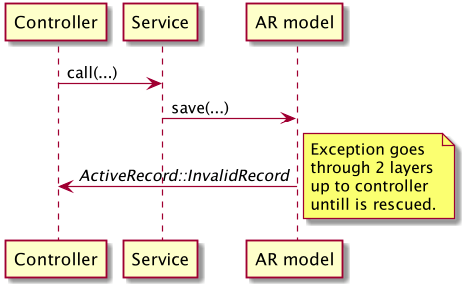 Controller
Service
AR model
call(...)
save(...)
ActiveRecord::InvalidRecord
Exception goes
through 2 layers
up to controller
untill is rescued.
Controller
Service
AR model